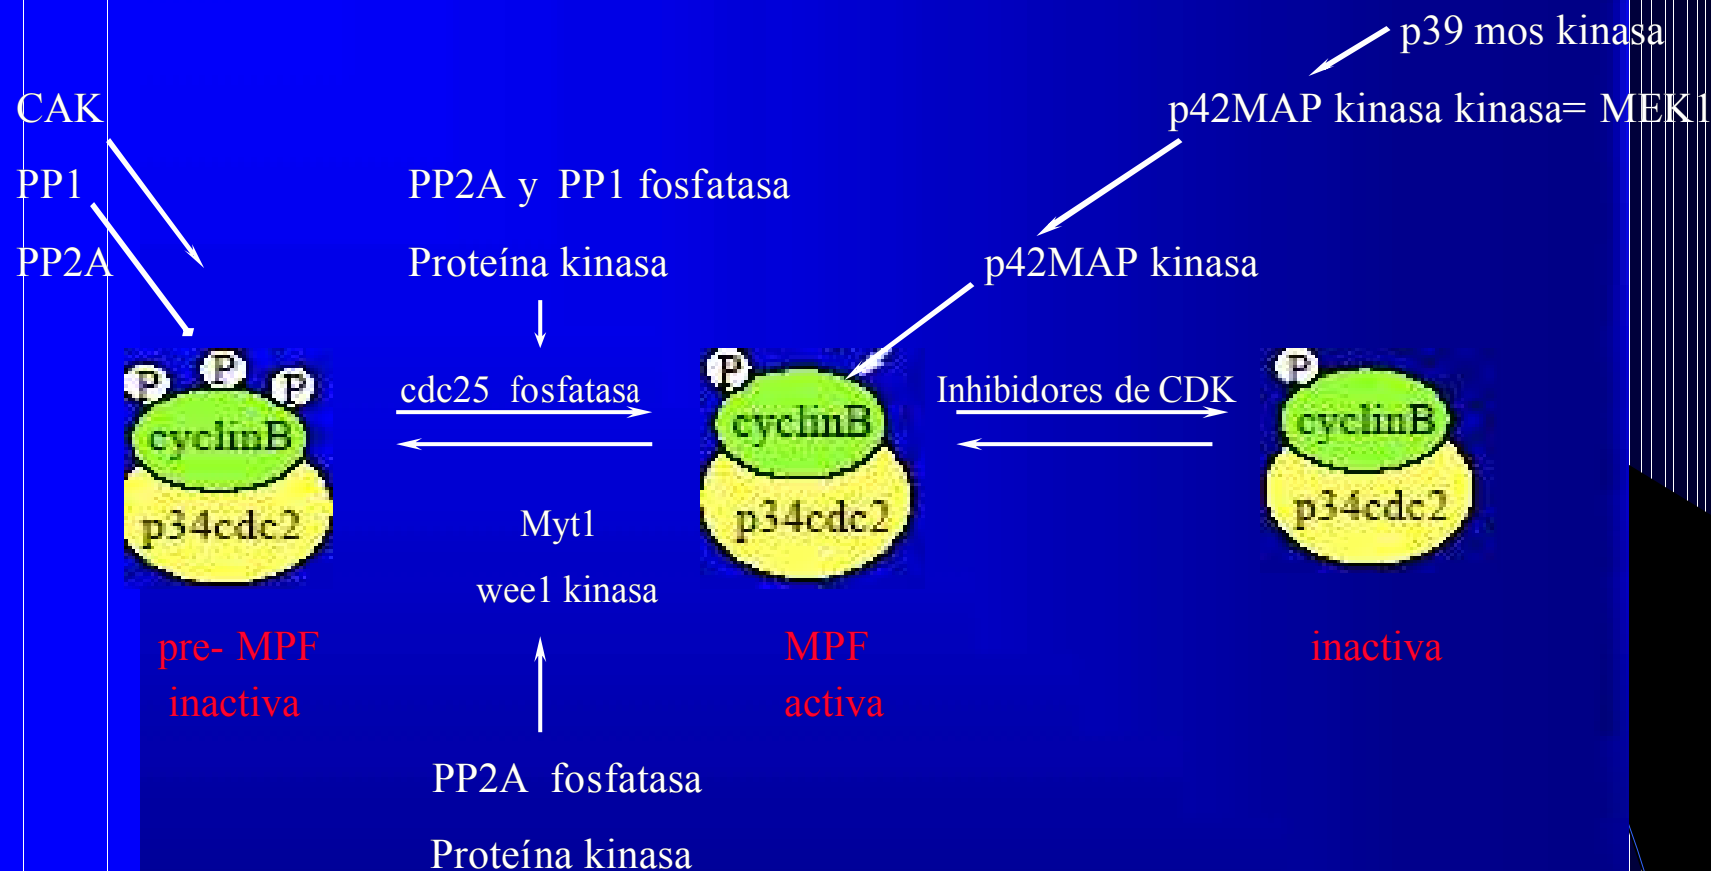 p39 mos kinasa
CAK
p42MAP kinasa kinasa= MEK1
PP1
PP2A y PP1 fosfatasa
PP2A
Proteína kinasa
p42MAP kinasa
P
P
P
cyclinB
p34cdc2
cdc25 fosfatasa
P
cyclinB
p34cdc2
Inhibidores de CDK
P
cyclinB
p34cdc2
Myt1
wee1 kinasa
pre- MPF
inactiva
MPF
activa
inactiva
PP2A fosfatasa
Proteína kinasa